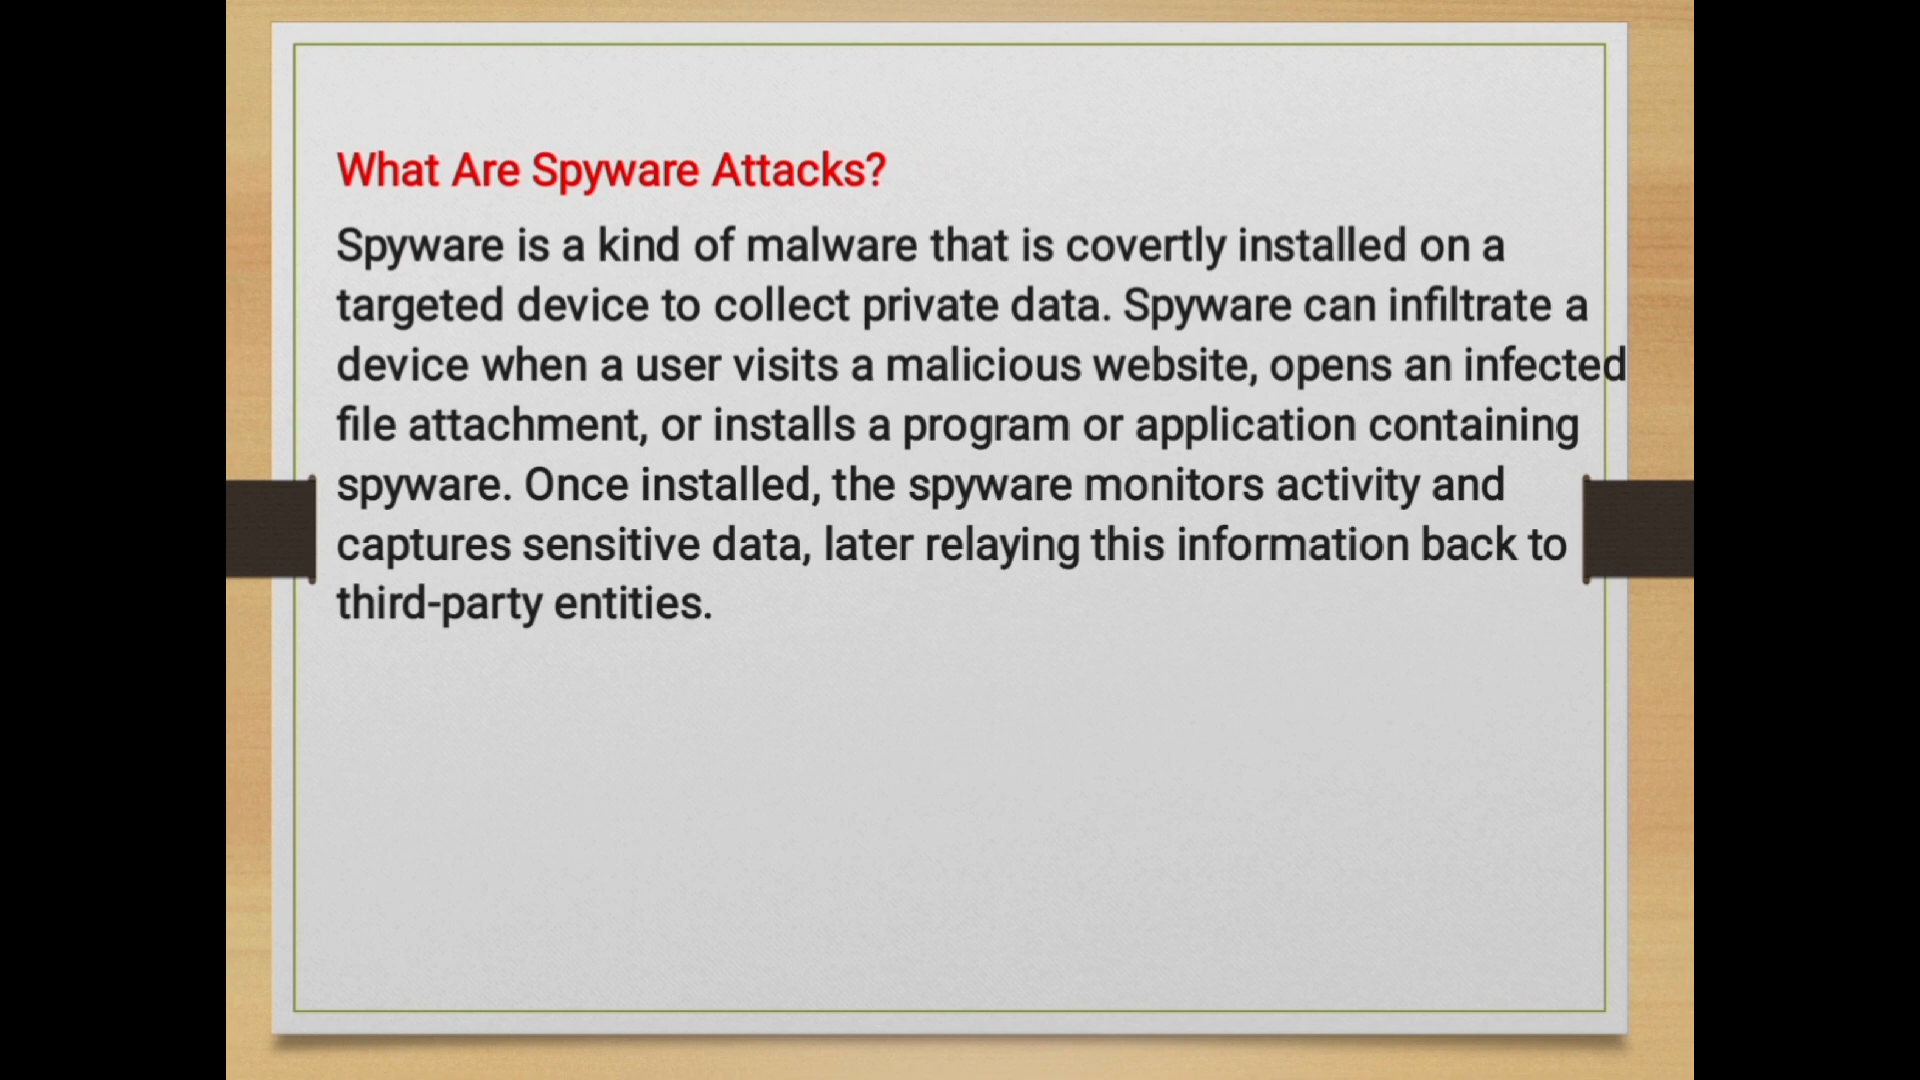 What Are Spyware Attacks?
Spyware is a kind of malware that is covertly installed on a
targeted device to collect private data. Spyware can infiltrate a
device when a user visits a malicious website, opens an infected
file attachment, or installs a program or application containing
spyware. Once installed, the spyware monitors activity and
captures sensitive data, later relaying this information back to
third-party entities.